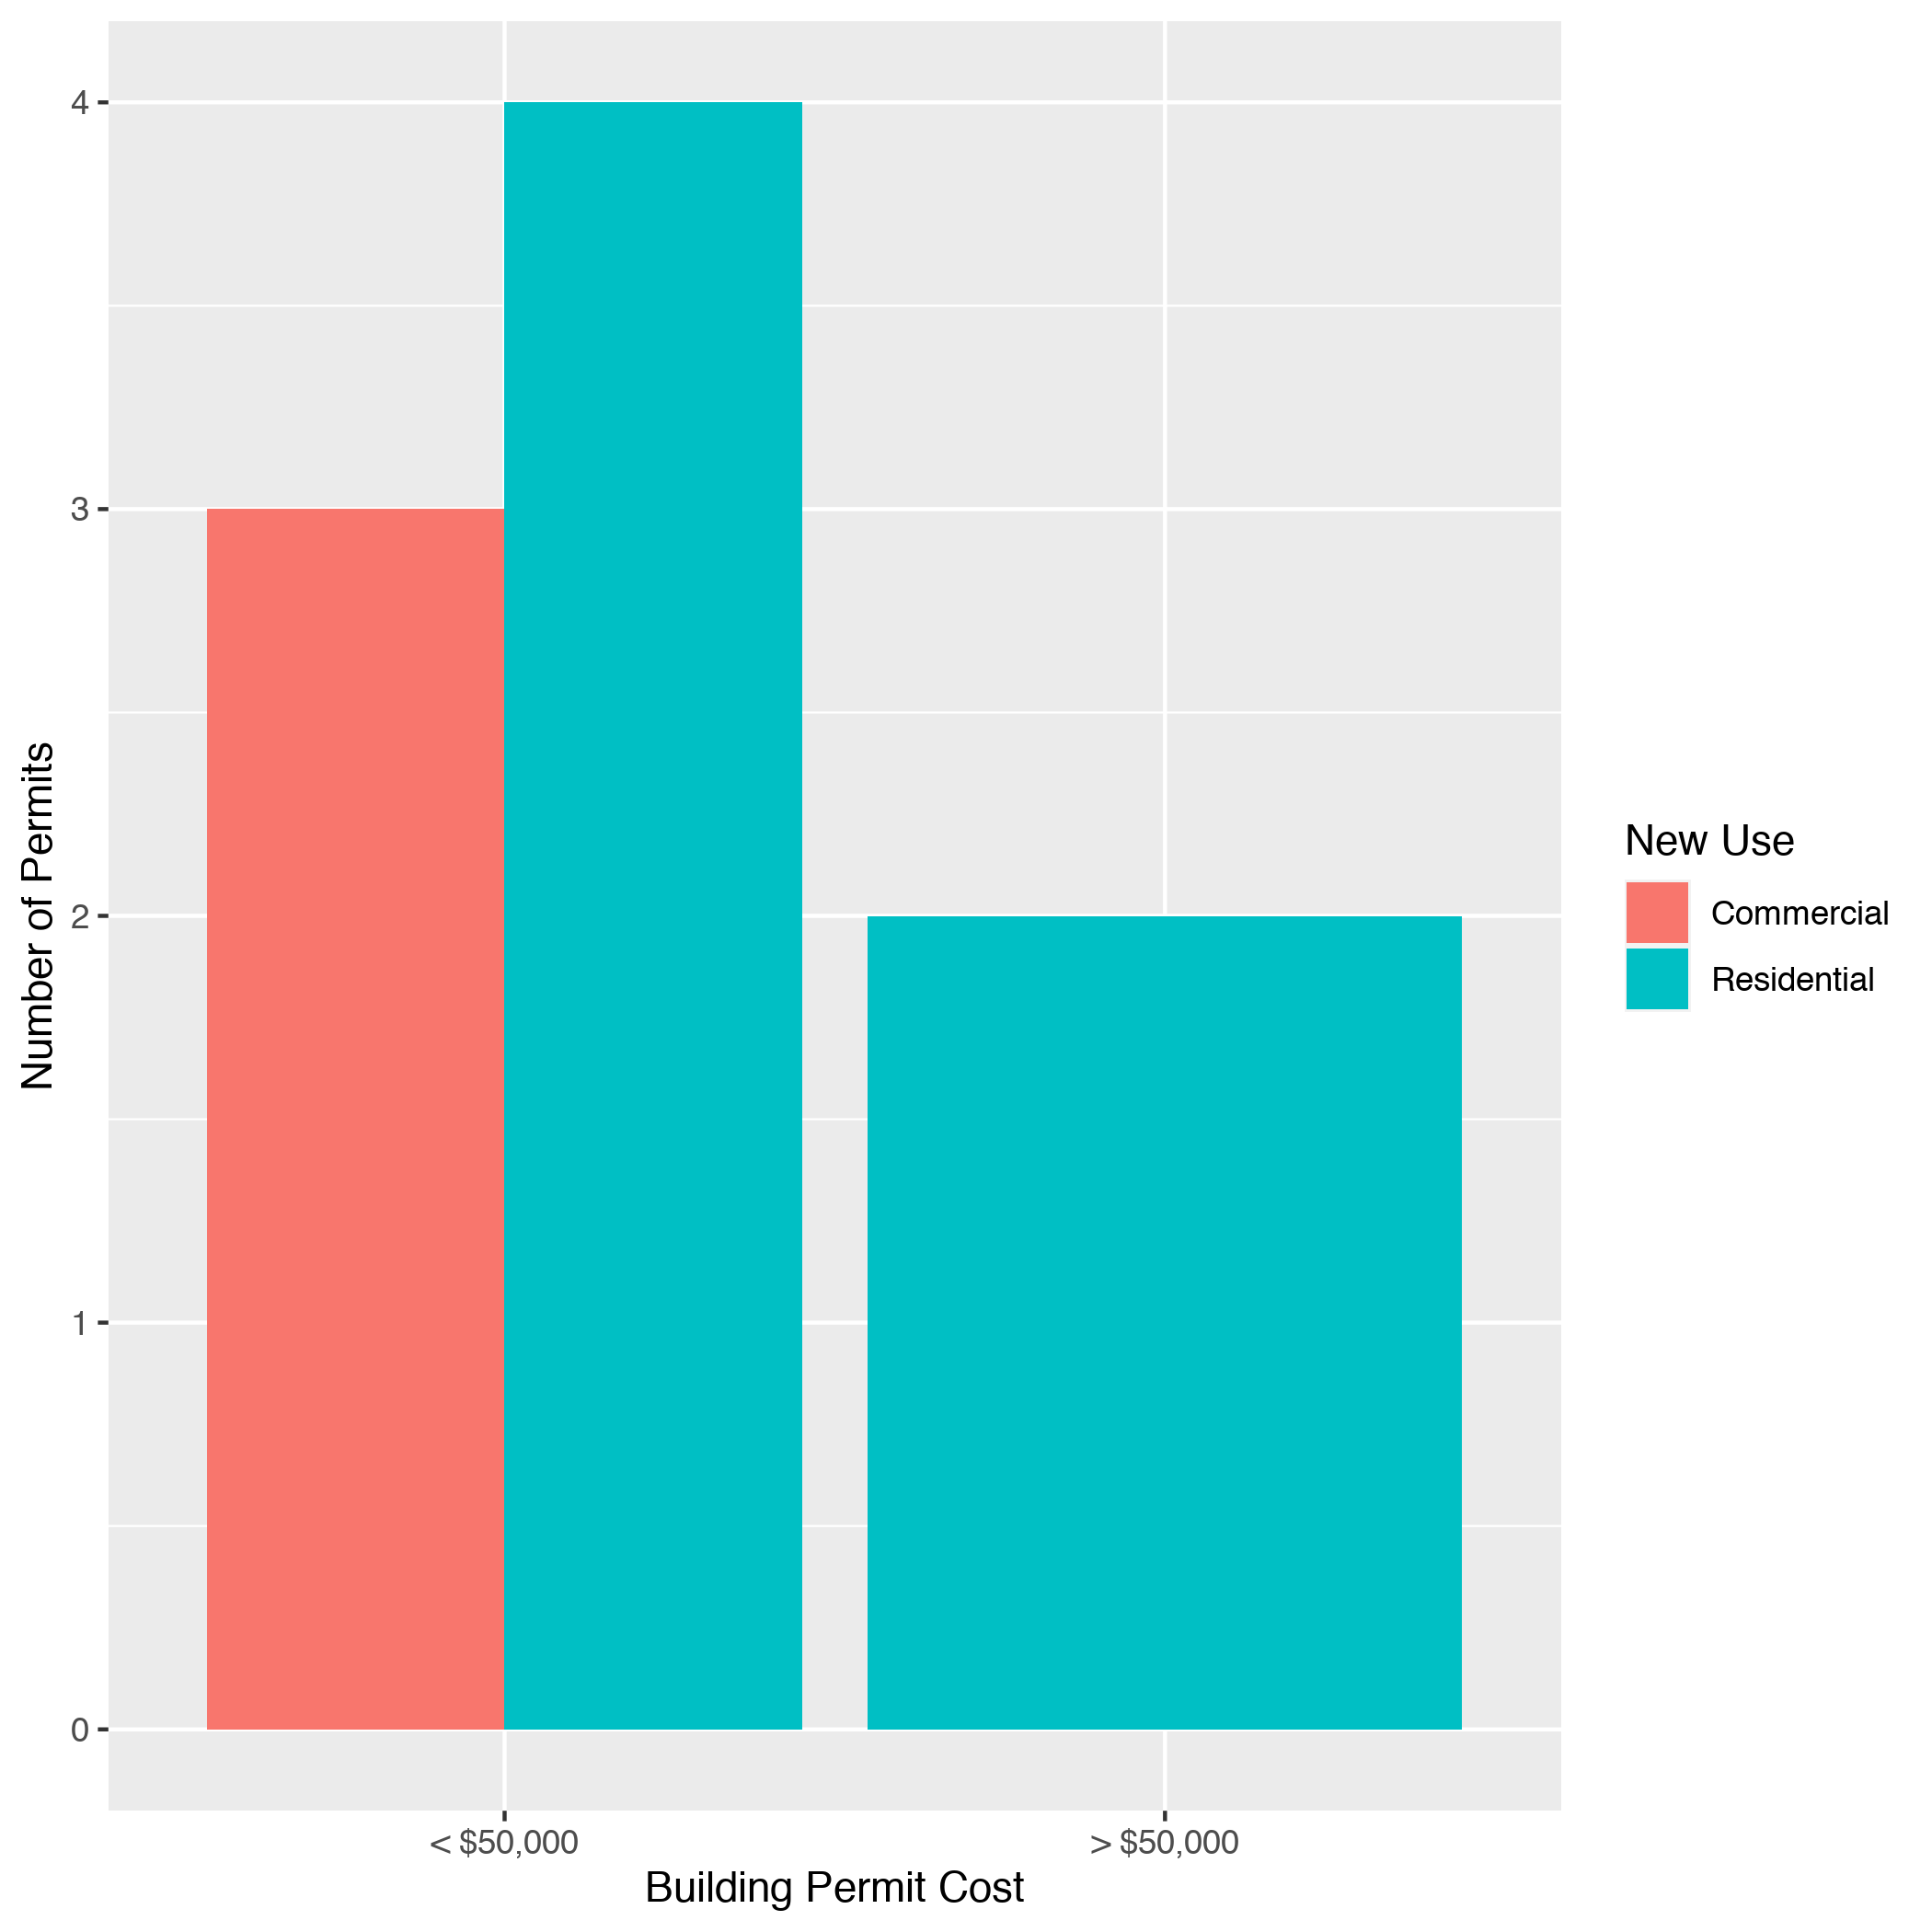 Number of Permits
4
3
2
1
0
< $50,000
> $50,000
Building Permit Cost
New Use
Commercial
Residential